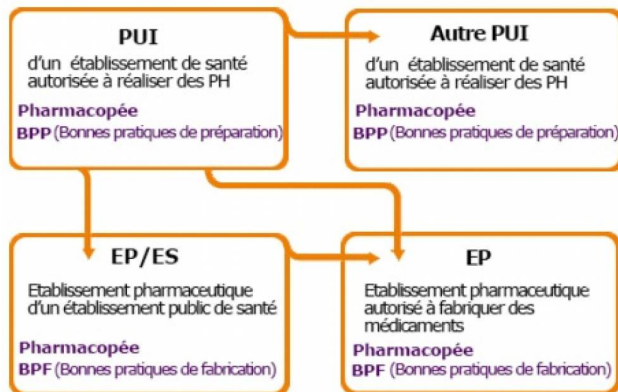 PUI
d'un établissement de santé
autorisée à réaliser des PH
Pharmacopée
BPP (Bonnes pratiques de préparation)
Autre PUI
d'un établissement de santé
autorisée à réaliser des PH
Pharmacopée
BPP (Bonnes pratiques de préparation)
EP/ES
Etablissement pharmaceutique
d'un établissement public de santé
Pharmacopée
BPF (Bonnes pratiques de fabrication)
EP
Etablissement pharmaceutique
autorisé à fabriquer des
médicaments
Pharmacopée
BPF (Bonnes pratiques de fabrication)